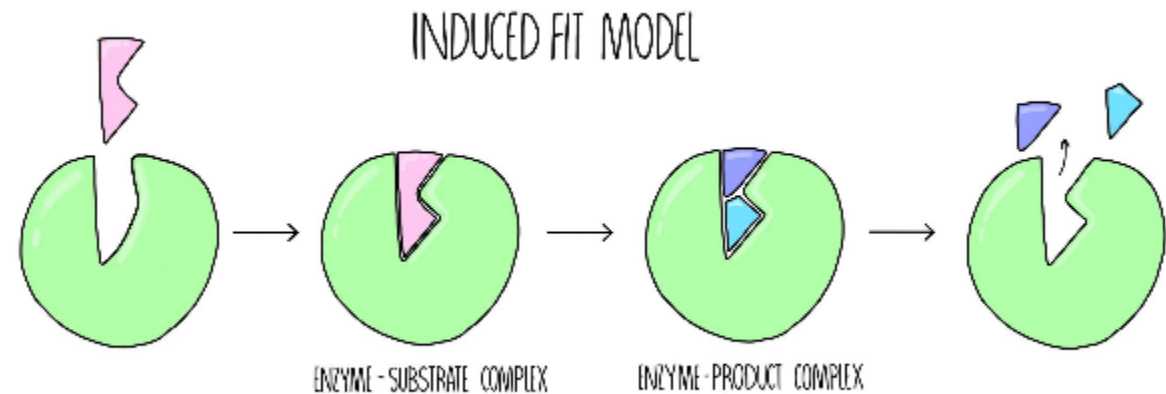 INDUCED FIT MODEL
ENZYME-SUBSTRATE COMPLEX
ENZYME-PRODUCT COMPLEX